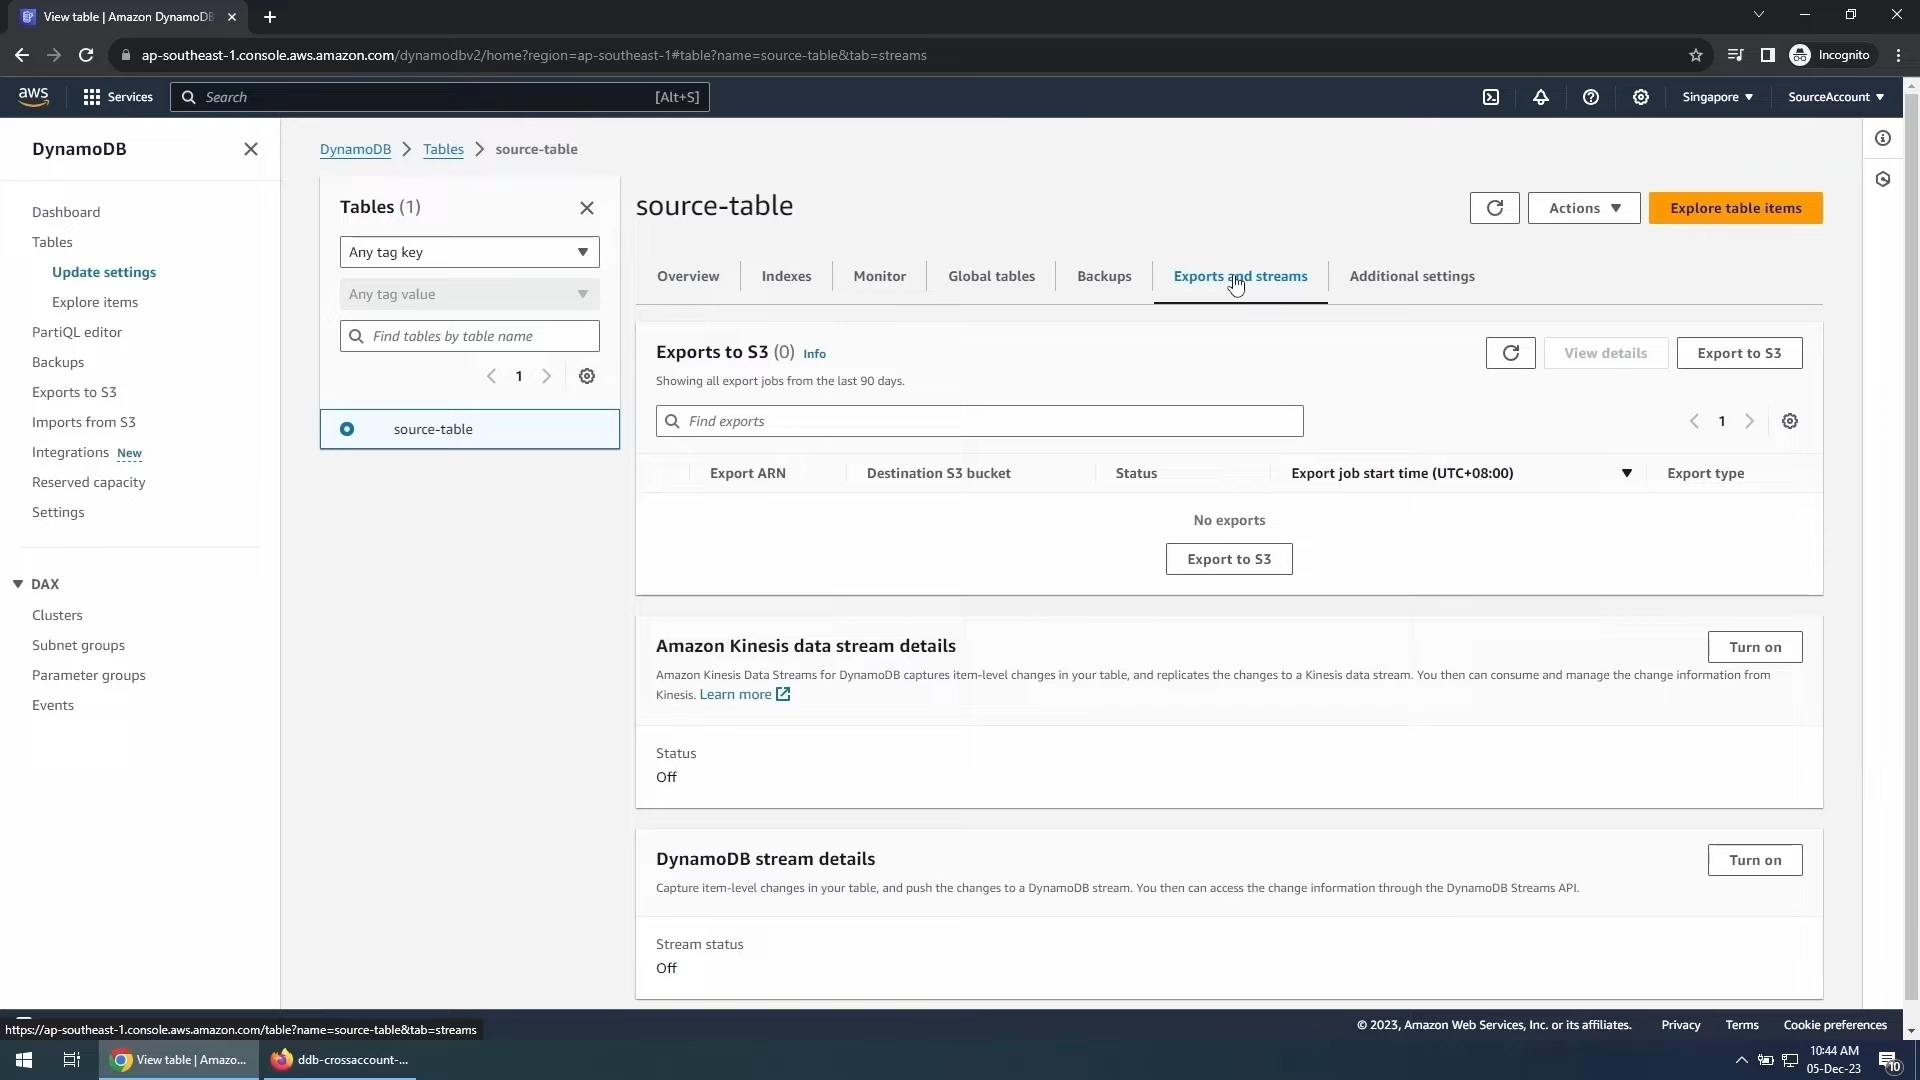 View table | Amazon DynamoDB
ap-southeast-1.console.aws.amazon.com/dynamodbv2/home?region=ap-southeast-1#table?name=source-table&tab=streams
Incognito
aws
Services
Search
[Alt+S]
Singapore
SourceAccount
DynamoDB
Dashboard
Tables
Update settings
Explore items
PartiQL editor
Backups
Exports to S3
Imports from S3
Integrations New
Reserved capacity
Settings
DAX
Clusters
Subnet groups
Parameter groups
Events
DynamoDB > Tables > source-table
Tables (1)
Any tag key
Any tag value
Find tables by table name
1
source-table
source-table
Actions
Explore table items
Overview
Indexes
Monitor
Global tables
Backups
Exports and streams
Additional settings
Exports to S3 (0) Info
Showing all export jobs from the last 90 days.
View details
Export to S3
Find exports
1
Export ARN
Destination S3 bucket
Status
Export job start time (UTC+08:00)
Export type
No exports
Export to S3
Amazon Kinesis data stream details
Turn on
Amazon Kinesis Data Streams for DynamoDB captures item-level changes in your table, and replicates the changes to a Kinesis data stream. You then can consume and manage the change information from
Kinesis. Learn more
Status
Off
DynamoDB stream details
Turn on
Capture item-level changes in your table, and push the changes to a DynamoDB stream. You then can access the change information through the DynamoDB Streams API.
Stream status
Off
https://ap-southeast-1.console.aws.amazon.com/table?name=source-table&tab=streams
© 2023, Amazon Web Services, Inc. or its affiliates.
Privacy
Terms
Cookie preferences
View table | Amazo...
ddb-crossaccount-...
10:44 AM
05-Dec-23
10